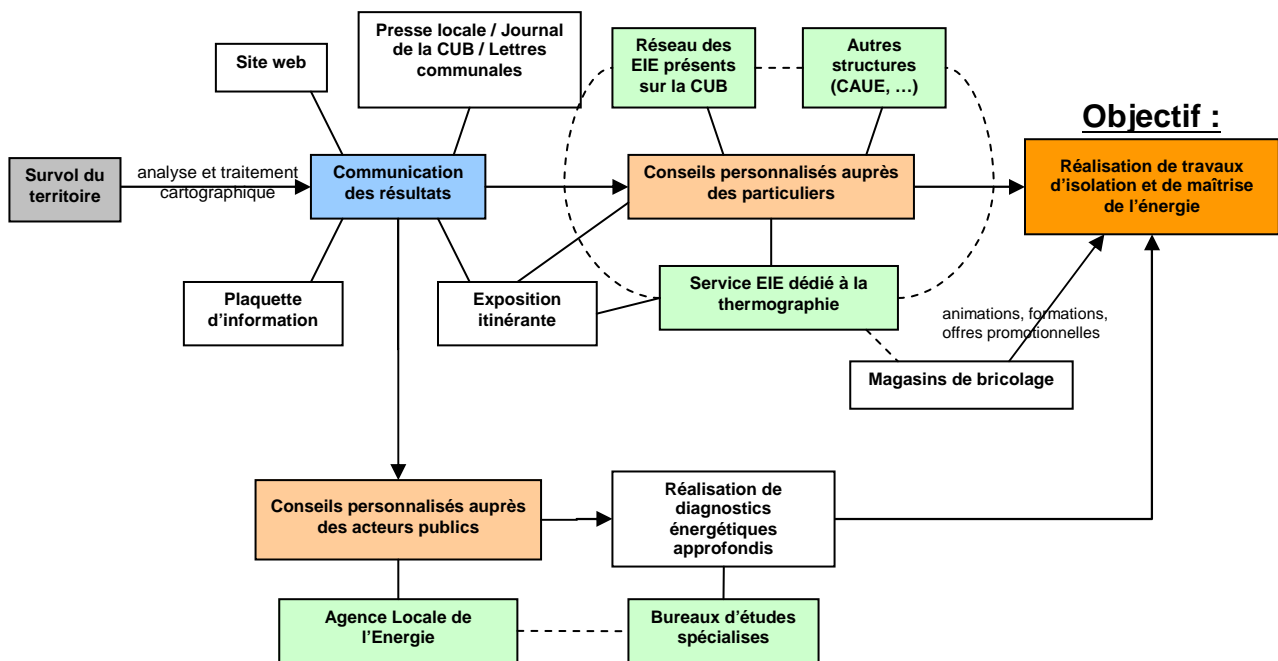 Presse locale / Journal
de la CUB / Lettres
communales
Site web
Réseau des
EIE présents
sur la CUB
Autres
structures
(CAUE, …)
Objectif :
Survol du
territoire
analyse et traitement
cartographique
Communication
des résultats
Conseils personnalisés auprès
des particuliers
Réalisation de travaux
d’isolation et de maîtrise
de l’énergie
Plaquette
d’information
Exposition
itinérante
Service EIE dédié à la
thermographie
animations, formations,
offres promotionnelles
Magasins de bricolage
Conseils personnalisés auprès
des acteurs publics
Réalisation de
diagnostics
énergétiques
approfondis
Agence Locale de
l’Energie
Bureaux d’études
spécialises